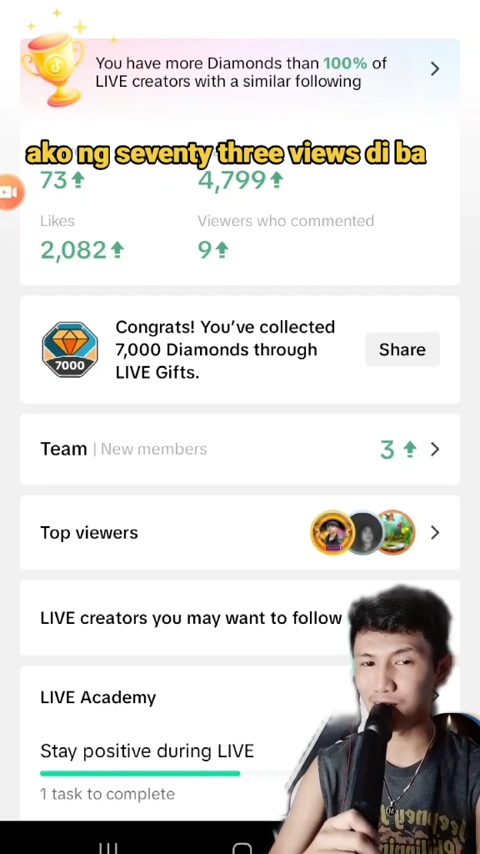 You have more Diamonds than 100% of
LIVE creators with a similar following
ako ng seventy three views di ba
73 4,799
Likes Viewers who commented
2,082 9
Congrats! You've collected
7,000 Diamonds through
LIVE Gifts.
7000
Share
Team | New members 3
Top viewers
LIVE creators you may want to follow
LIVE Academy
Stay positive during LIVE
1 task to complete